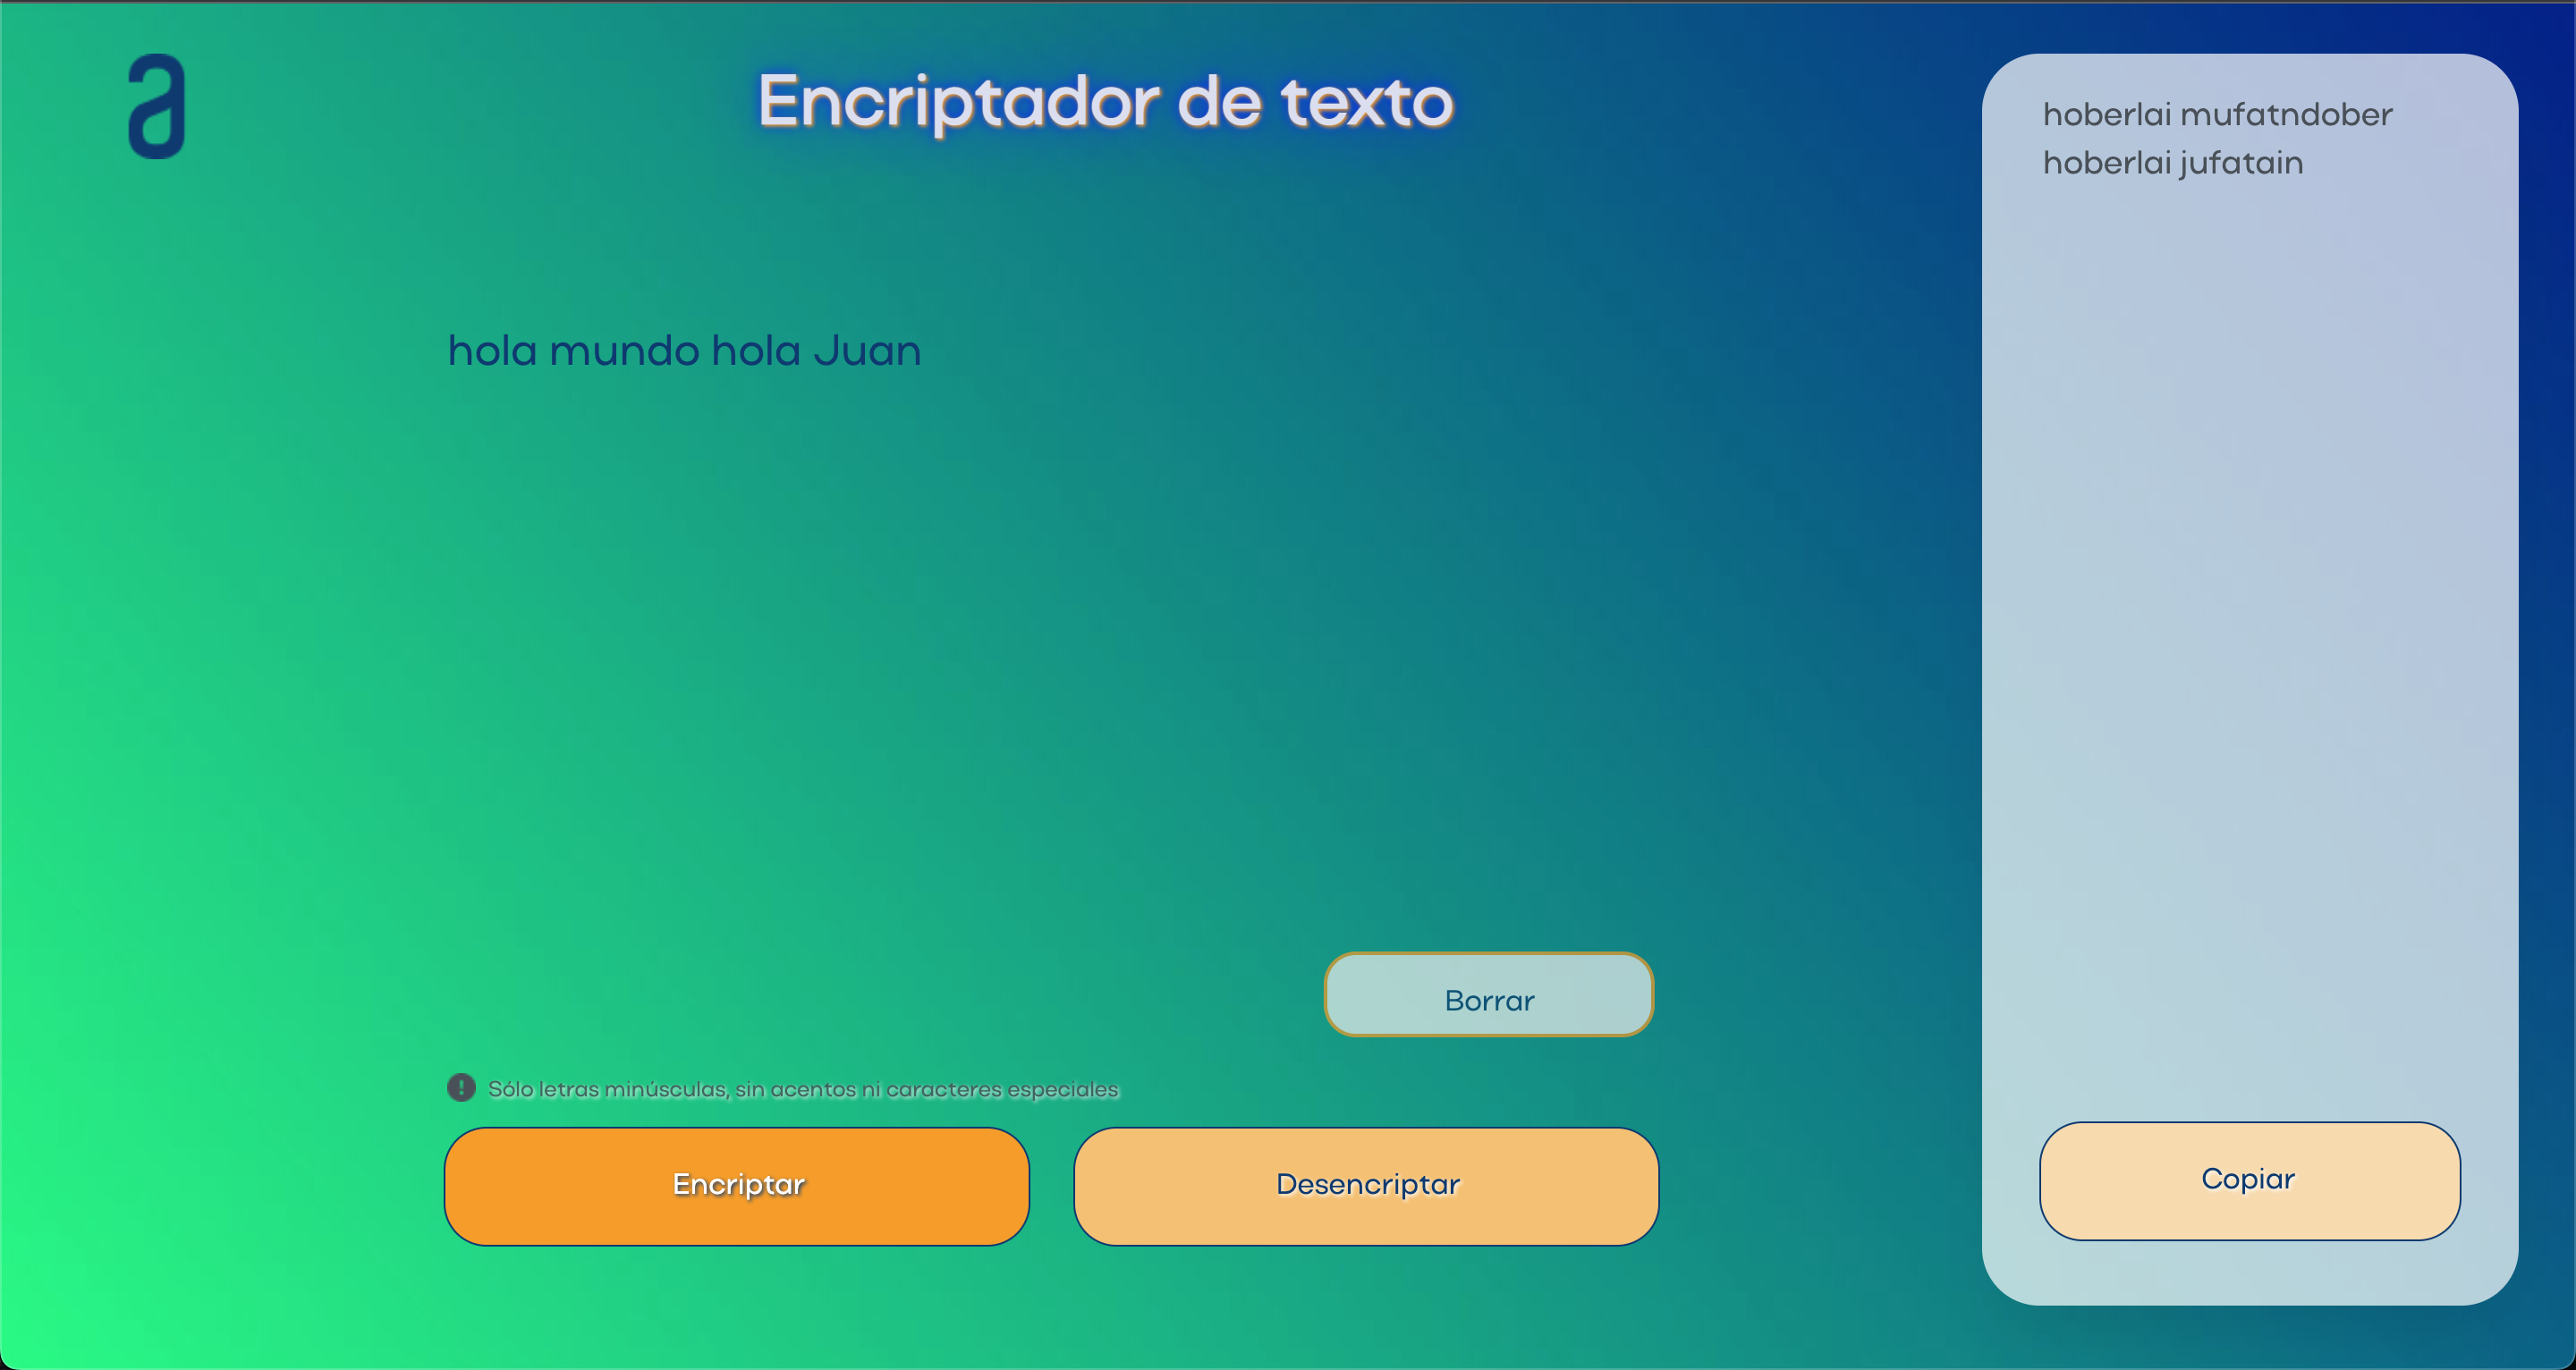 a
Encriptador de texto
hola mundo hola Juan
Borrar
Sólo letras minúsculas, sin acentos ni caracteres especiales
Encriptar
Desencriptar
hoberlai mufatndober
hoberlai jufatain
Copiar